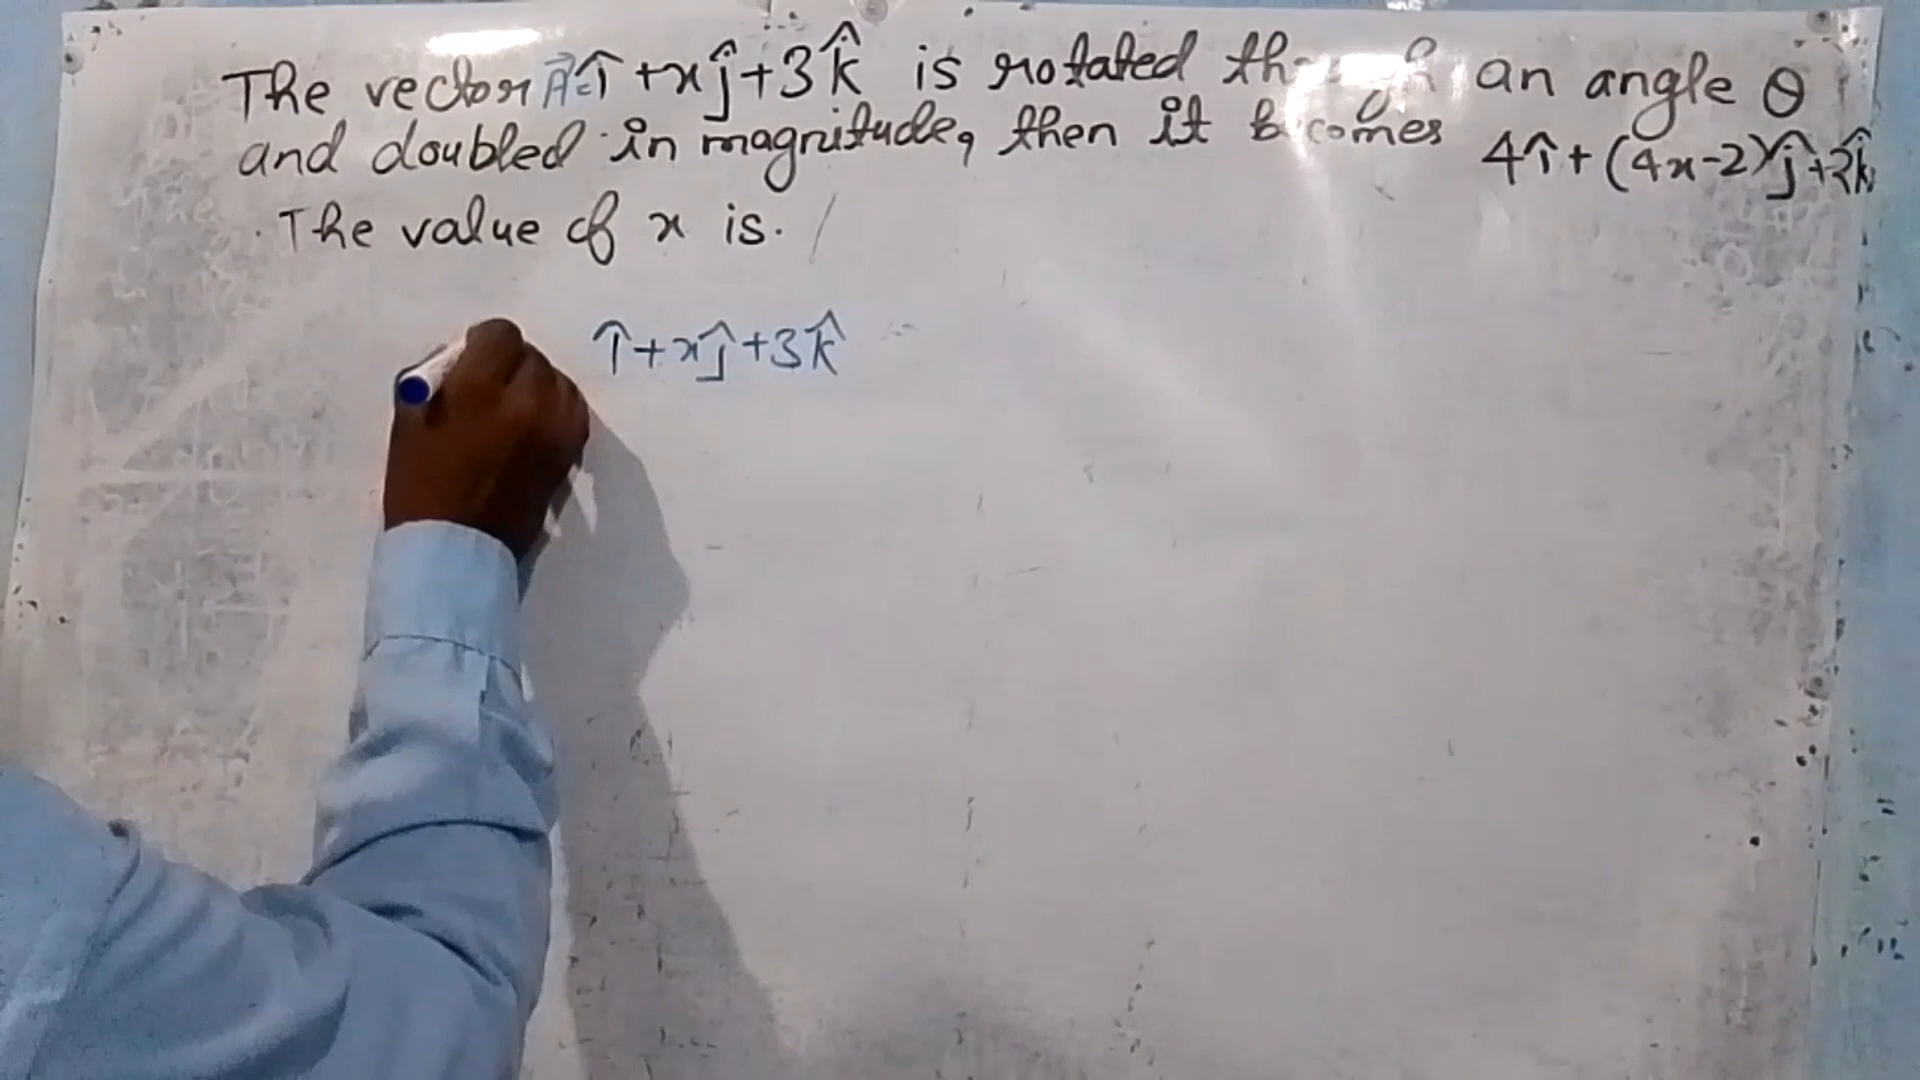 The vector A⃗=î+xĵ+3k̂ is rotated an angle θ
and doubled in magnitude, then it becomes 4î+(4x-2)ĵ+2k̂
The value of x is.
î+xĵ+3k̂